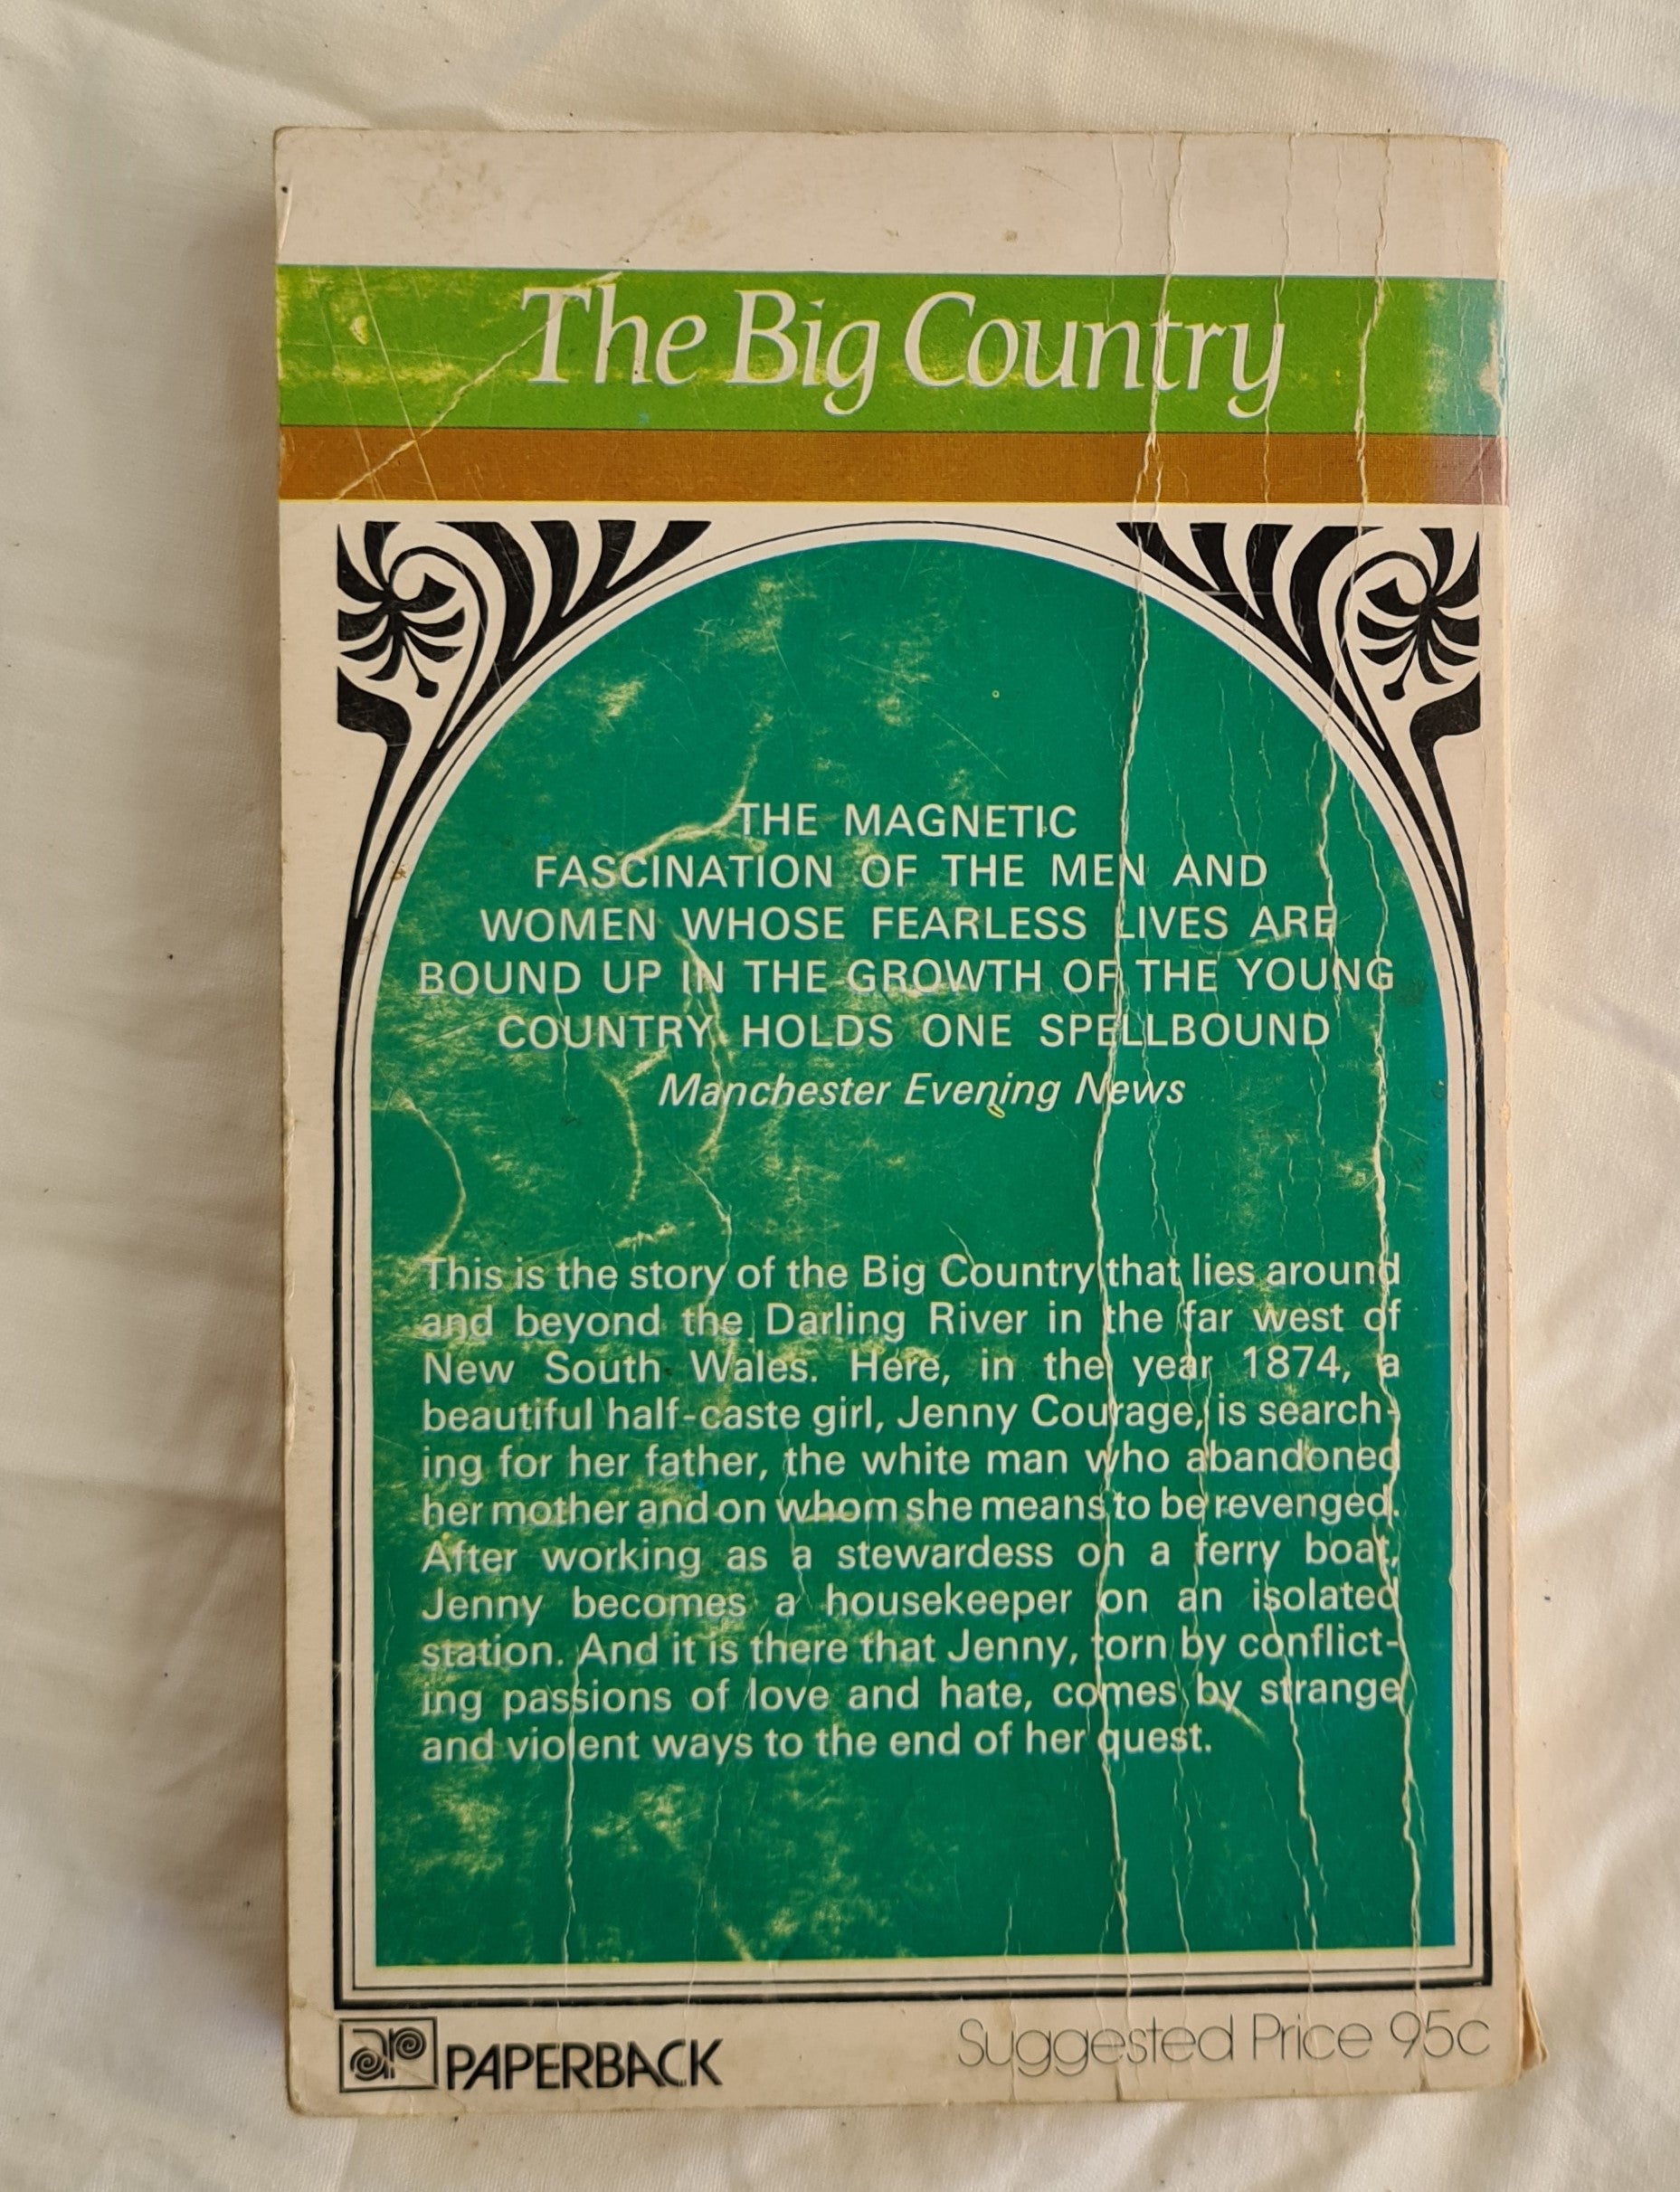 The Big Country
THE MAGNETIC
FASCINATION OF THE MEN AND
WOMEN WHOSE FEARLESS LIVES ARE
BOUND UP IN THE GROWTH OF THE YOUNG
COUNTRY HOLDS ONE SPELLBOUND
Manchester Evening News
This is the story of the Big Country that lies around
and beyond the Darling River in the far west of
New South Wales. Here, in the year 1874, a
beautiful half-caste girl, Jenny Courage, is search-
ing for her father, the white man who abandoned
her mother and on whom she means to be revenged.
After working as a stewardess on a ferry boat,
Jenny becomes a housekeeper on an isolated
station. And it is there that Jenny, torn by conflict-
ing passions of love and hate, comes by strange
and violent ways to the end of her quest.
ar PAPERBACK
Suggested Price 95c